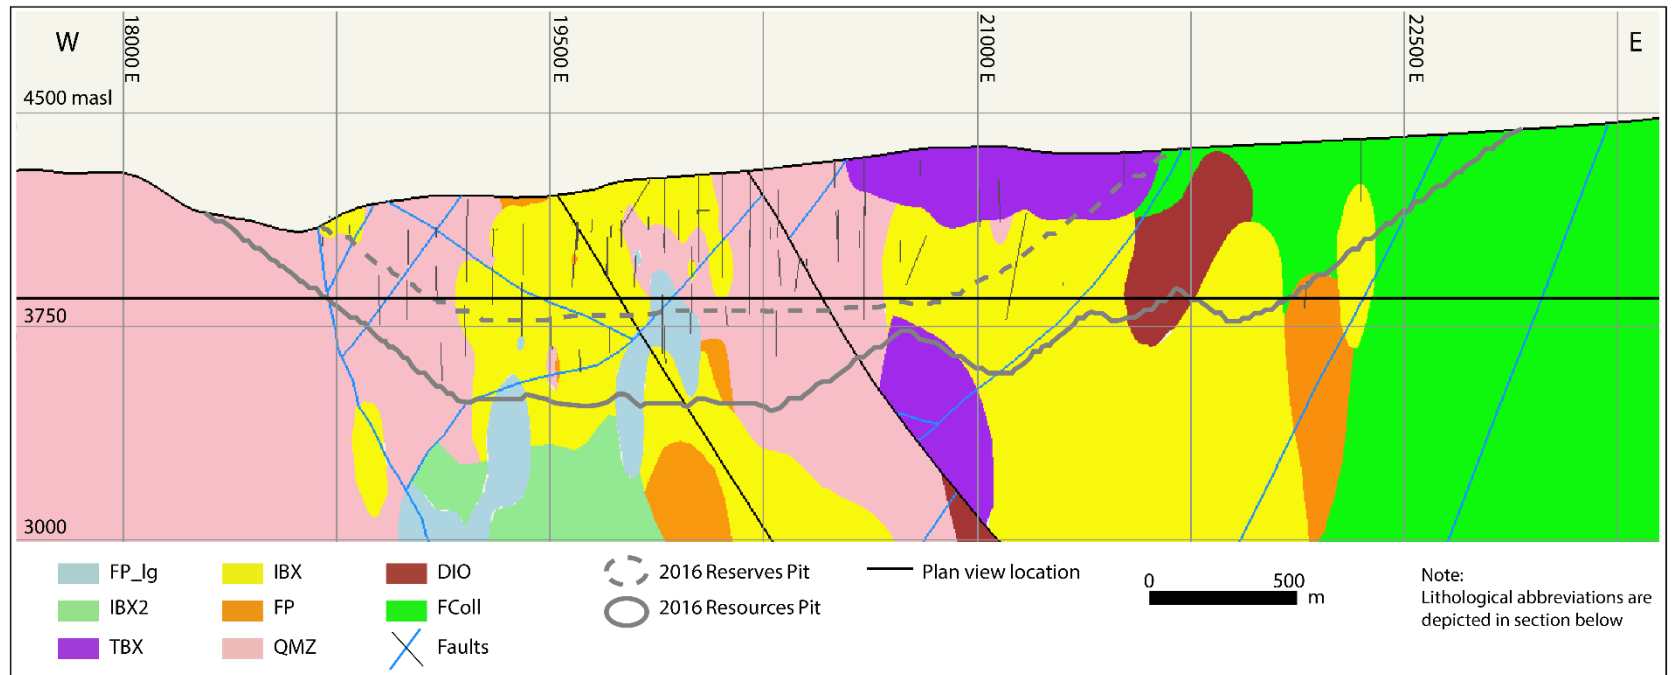 W
18000 E
19500 E
21000 E
22500 E
E
4500 masl
3750
3000
FP_lg
IBX
DIO
2016 Reserves Pit
Plan view location
IBX2
FP
FColl
2016 Resources Pit
TBX
QMZ
Faults
0 500
m
Note:
Lithological abbreviations are
depicted in section below